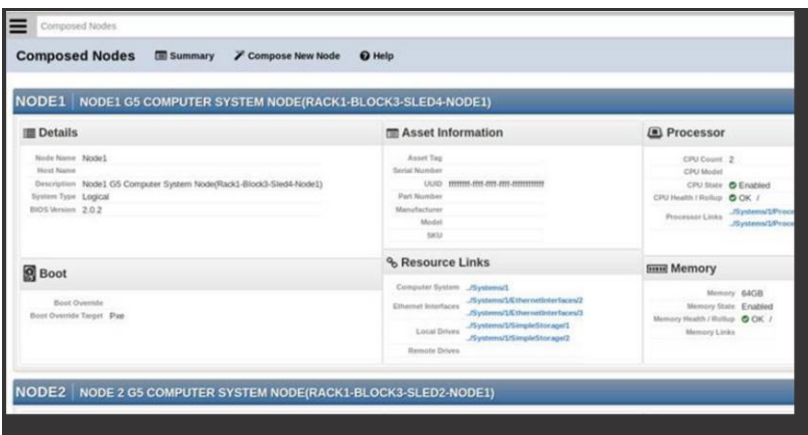 Composed Nodes
Composed Nodes Summary Compose New Node Help
NODE1 NODE1 G5 COMPUTER SYSTEM NODE(RACK1-BLOCK3-SLED4-NODE1)
Details
Node Name Node1
Host Name
Description Node1 G5 Computer System Node(Rack1-Block3-Sled4-Node1)
System Type Logical
BIOS Version 2.0.2
Asset Information
Asset Tag
Serial Number
UUID ffffffff-ffff-ffff-ffff-ffffffffffff
Part Number
Manufacturer
Model
SKU
Processor
CPU Count 2
CPU Model
CPU State Enabled
CPU Health / Rollup OK /
Processor Links ../Systems/1/Proce
../Systems/1/Proce
Boot
Boot Override
Boot Override Target Pxe
Resource Links
Computer System ../Systems/1
Ethernet Interfaces ../Systems/1/EthernetInterfaces/2
../Systems/1/EthernetInterfaces/3
Local Drives ../Systems/1/SimpleStorage/1
../Systems/1/SimpleStorage/2
Remote Drives
Memory
Memory 64GB
Memory State Enabled
Memory Health / Rollup OK /
Memory Links
NODE2 NODE 2 G5 COMPUTER SYSTEM NODE(RACK1-BLOCK3-SLED2-NODE1)